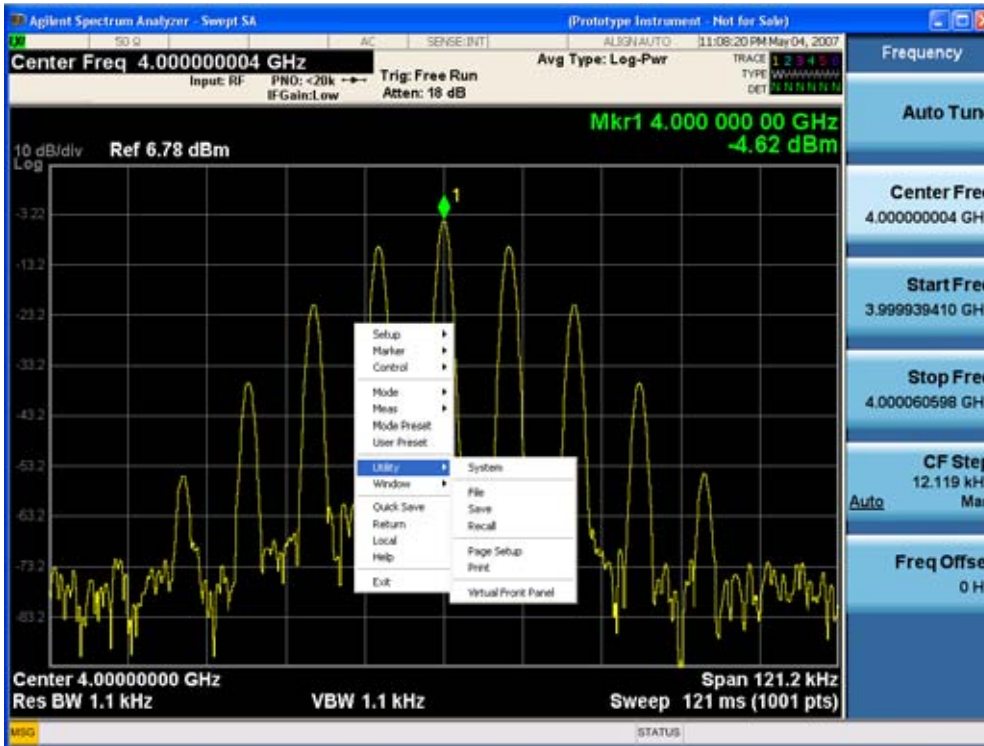 Agilent Spectrum Analyzer - Swept SA (Prototype Instrument - Not for Sale)
50 Ω AC SENSE:INT ALIGN AUTO 11:08:20 PM May 04, 2007
Center Freq 4.000000004 GHz
Input: RF PNO: <20k IFGain:Low
Trig: Free Run
Atten: 18 dB
Avg Type: Log-Pwr
TRACE 1 2 3 4 5 6
TYPE
DET N N N N N N
Mkr1 4.000 000 00 GHz
-4.62 dBm
10 dB/div Ref 6.78 dBm
Log
1
-3.22
-13.2
-23.2
-33.2
-43.2
-53.2
-63.2
-73.2
-83.2
Setup
Marker
Control
Mode
Meas
Mode Preset
User Preset
Utility
Window
Quick Save
Return
Local
Help
Exit
System
File
Save
Recall
Page Setup
Print
Virtual Front Panel
Center 4.00000000 GHz Span 121.2 kHz
Res BW 1.1 kHz VBW 1.1 kHz Sweep 121 ms (1001 pts)
MSG STATUS
Frequency
Auto Tun
Center Fre
4.000000004 GH
Start Fre
3.999939410 GH
Stop Fre
4.000060598 GH
CF Step
12.119 kH
Auto Ma
Freq Offse
0 H